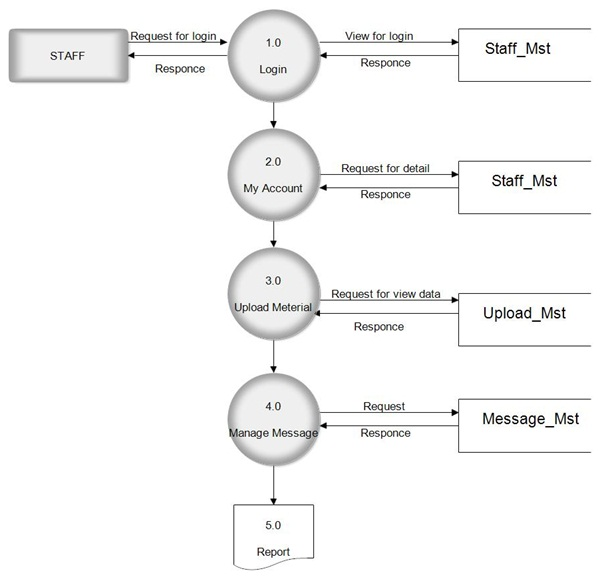 Request for login
1.0
View for login
Staff_Mst
STAFF
Responce
Login
Responce
2.0
Request for detail
Staff_Mst
My Account
Responce
3.0
Request for view data
Upload Meterial
Responce
Upload_Mst
4.0
Request
Message_Mst
Manage Message
Responce
5.0
Report